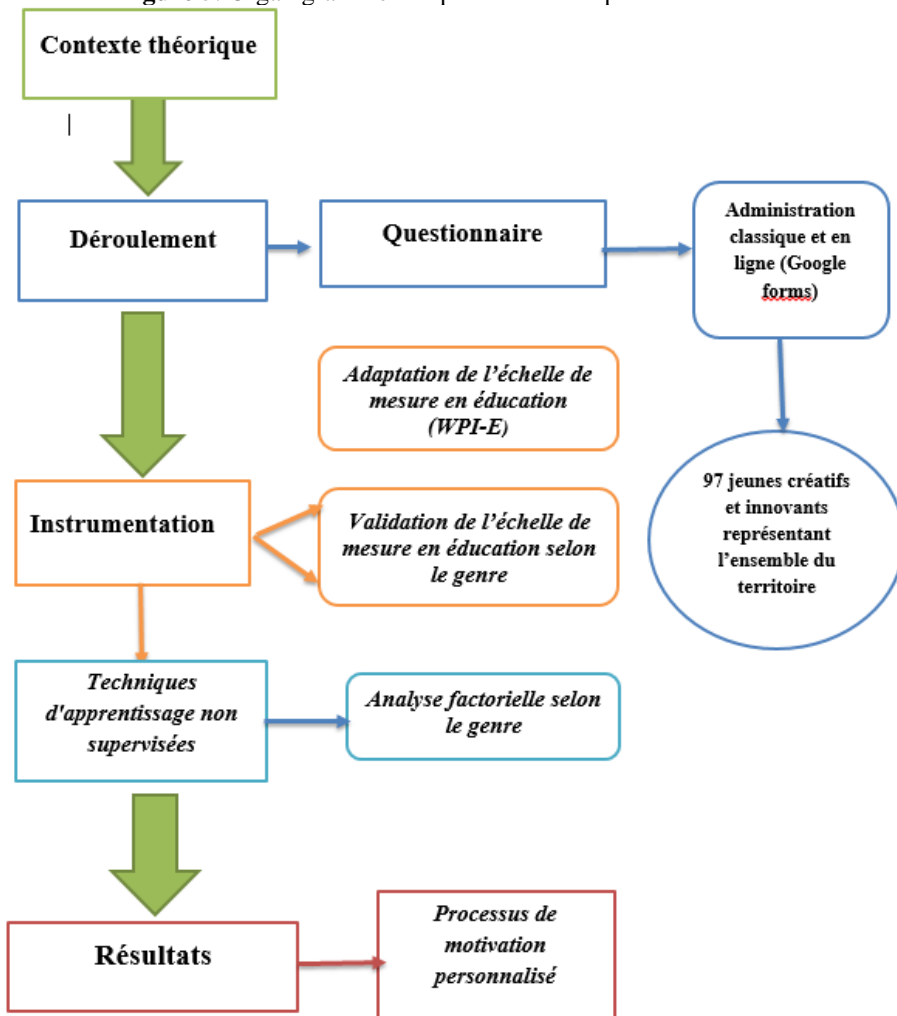 Contexte théorique
Déroulement
Questionnaire
Administration
classique et en
ligne (Google
forms)
Adaptation de l'échelle de
mesure en éducation
(WPI-E)
97 jeunes créatifs
et innovants
représentant
l'ensemble du
territoire
Instrumentation
Validation de l'échelle de
mesure en éducation selon
le genre
Techniques
d'apprentissage non
supervisées
Analyse factorielle selon
le genre
Résultats
Processus de
motivation
personnalisé